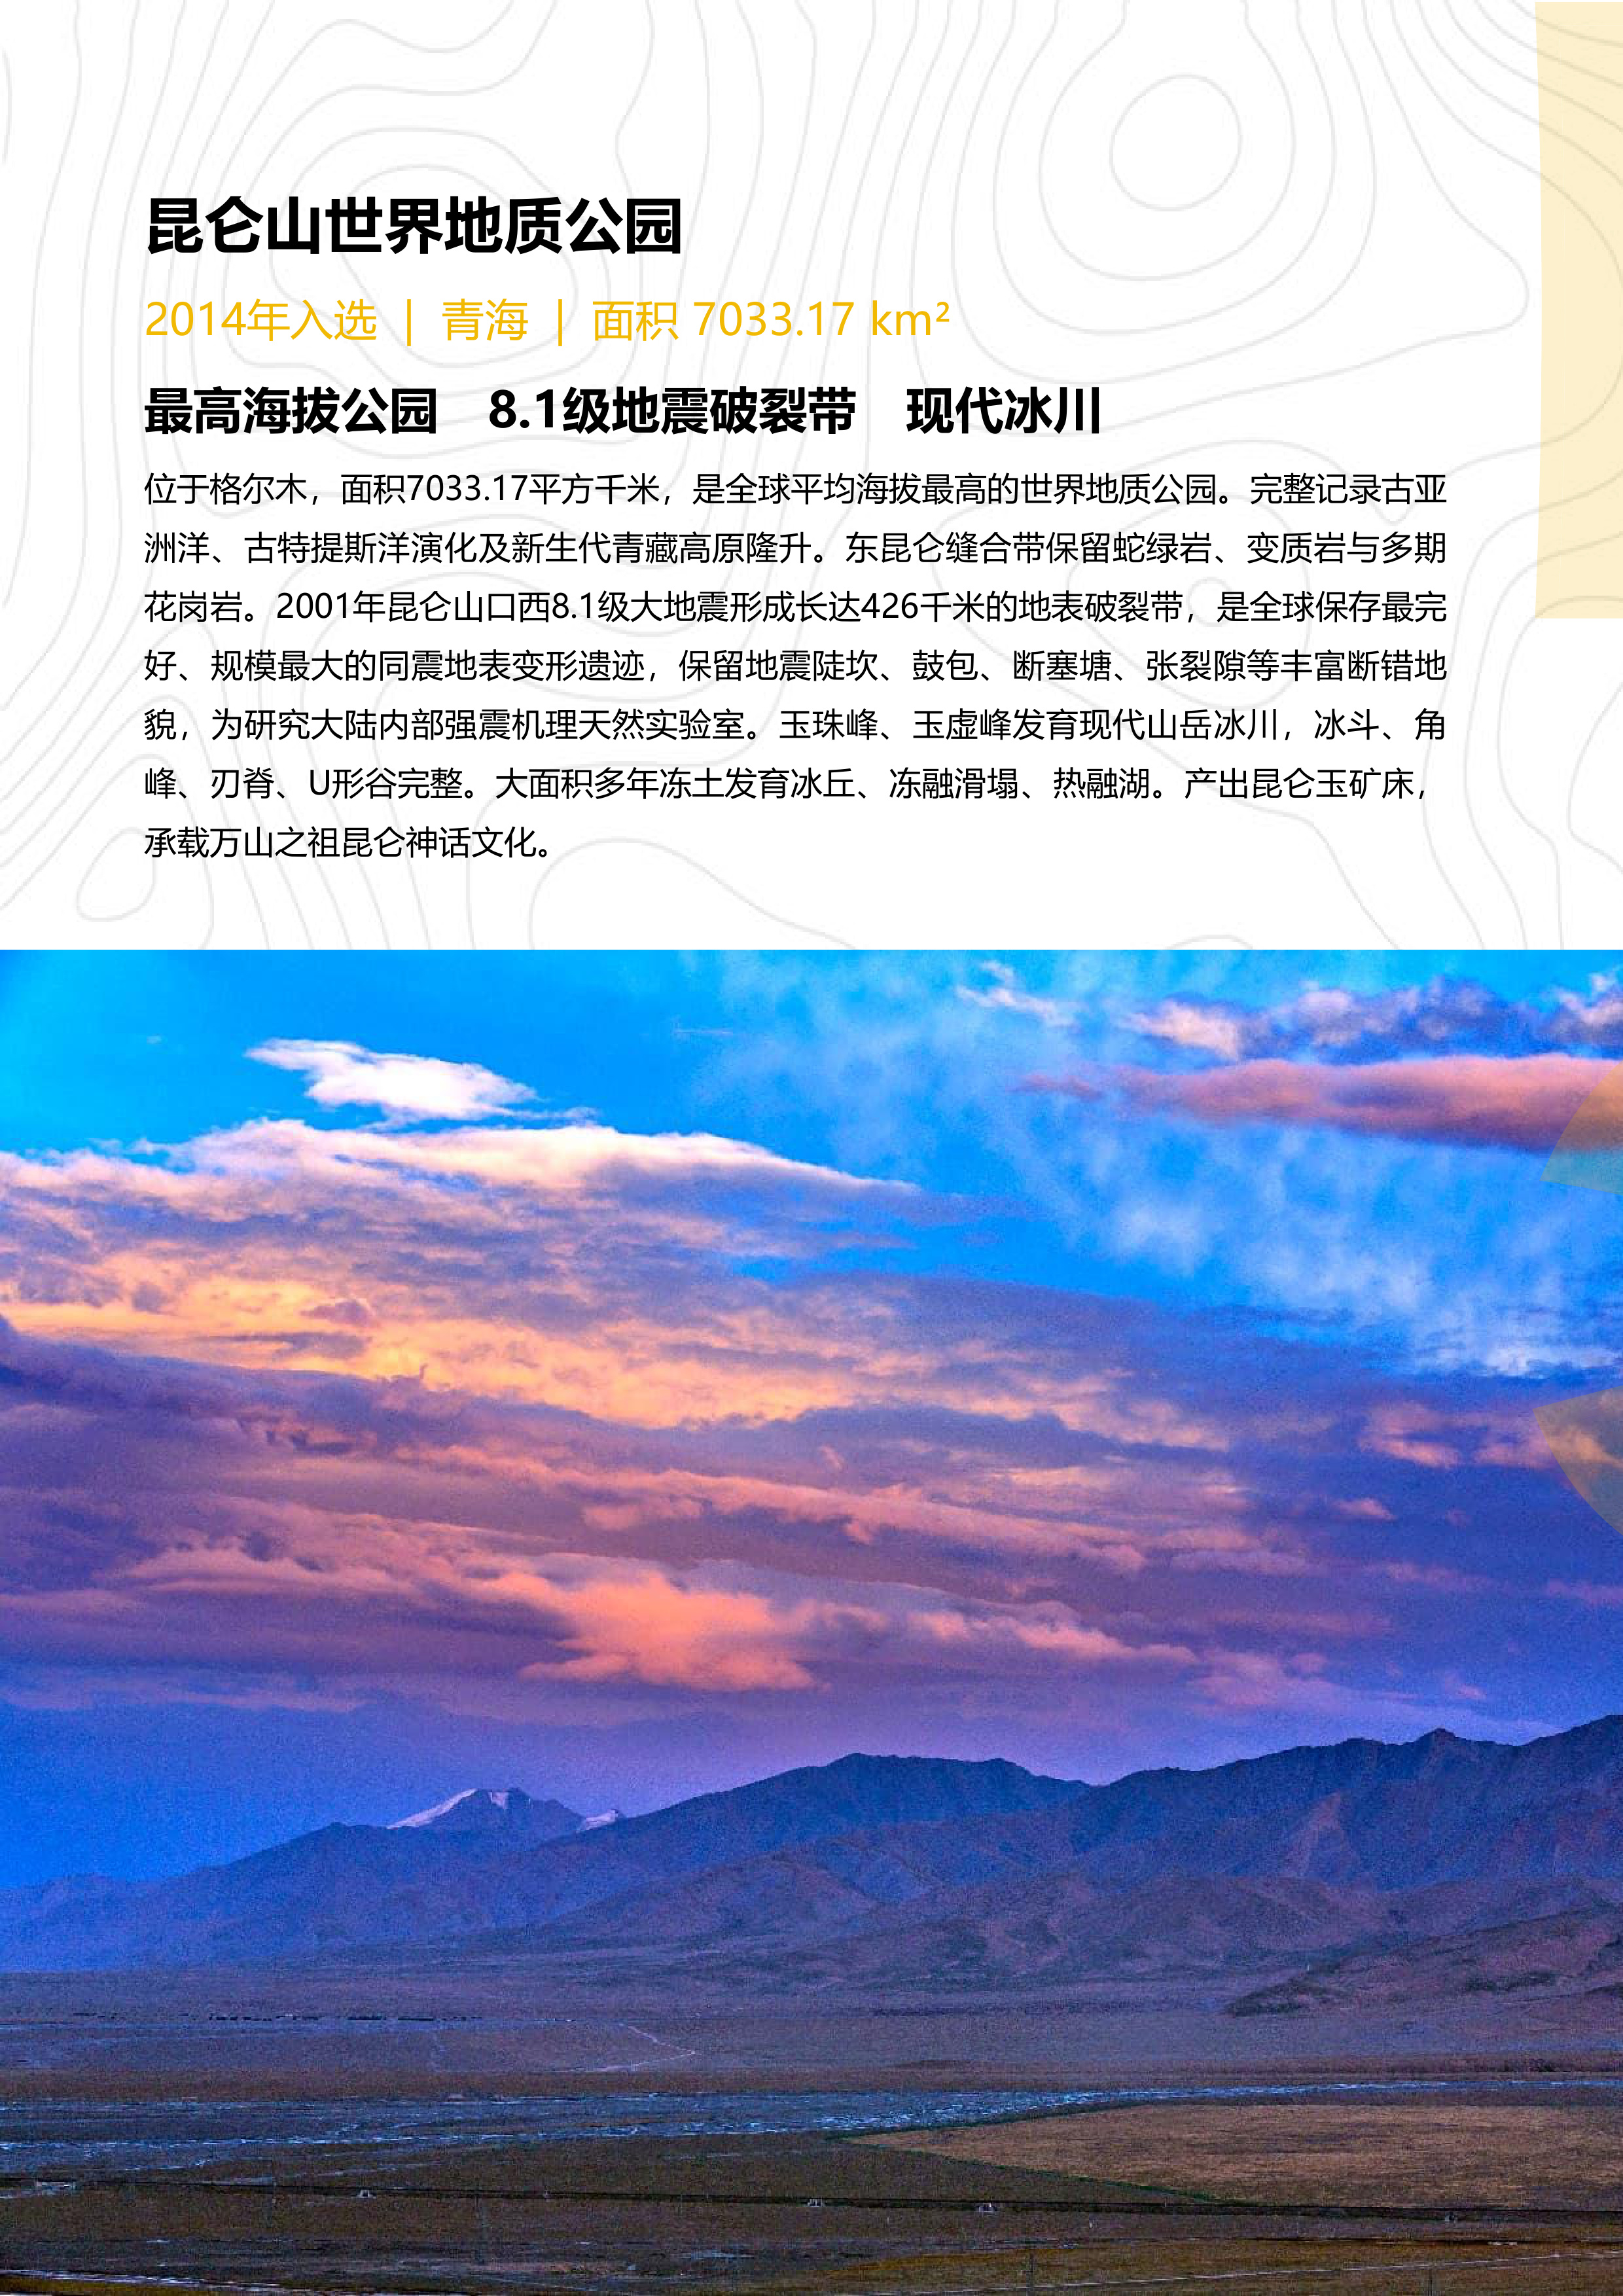 昆仑山世界地质公园
2014年入选 | 青海 | 面积 7033.17 km²
最高海拔公园 8.1级地震破裂带 现代冰川
位于格尔木，面积7033.17平方千米，是全球平均海拔最高的世界地质公园。完整记录古亚
洲洋、古特提斯洋演化及新生代青藏高原隆升。东昆仑缝合带保留蛇绿岩、变质岩与多期
花岗岩。2001年昆仑山口西8.1级大地震形成长达426千米的地表破裂带，是全球保存最完
好、规模最大的同震地表变形遗迹，保留地震陡坎、鼓包、断塞塘、张裂隙等丰富断错地
貌，为研究大陆内部强震机理天然实验室。玉珠峰、玉虚峰发育现代山岳冰川，冰斗、角
峰、刃脊、U形谷完整。大面积多年冻土发育冰丘、冻融滑塌、热融湖。产出昆仑玉矿床，
承载万山之祖昆仑神话文化。